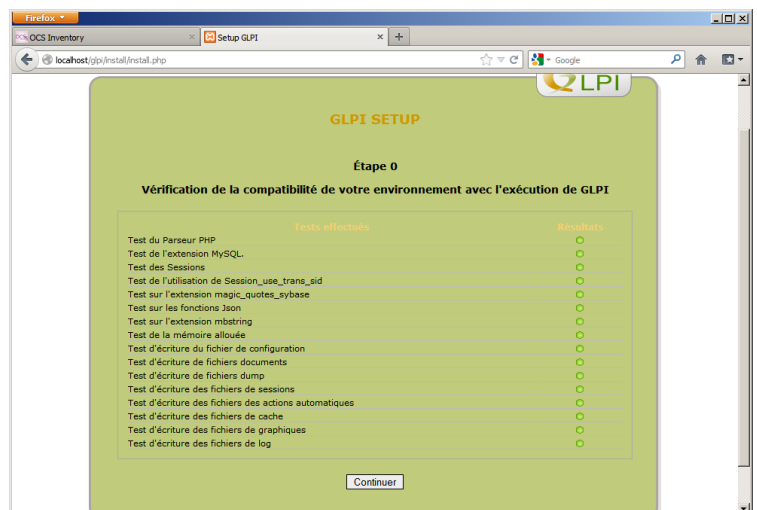 Firefox
OCS Inventory
Setup GLPI
localhost/glpi/install/install.php
Google
GLPI
GLPI SETUP
Étape 0
Vérification de la compatibilité de votre environnement avec l'exécution de GLPI
Tests effectués Résultats
Test du Parseur PHP
Test de l'extension MySQL.
Test des Sessions
Test de l'utilisation de Session_use_trans_sid
Test sur l'extension magic_quotes_sybase
Test sur les fonctions Json
Test sur l'extension mbstring
Test de la mémoire allouée
Test d'écriture du fichier de configuration
Test d'écriture de fichiers documents
Test d'écriture de fichiers dump
Test d'écriture des fichiers de sessions
Test d'écriture des fichiers des actions automatiques
Test d'écriture des fichiers de cache
Test d'écriture des fichiers de graphiques
Test d'écriture des fichiers de log
Continuer